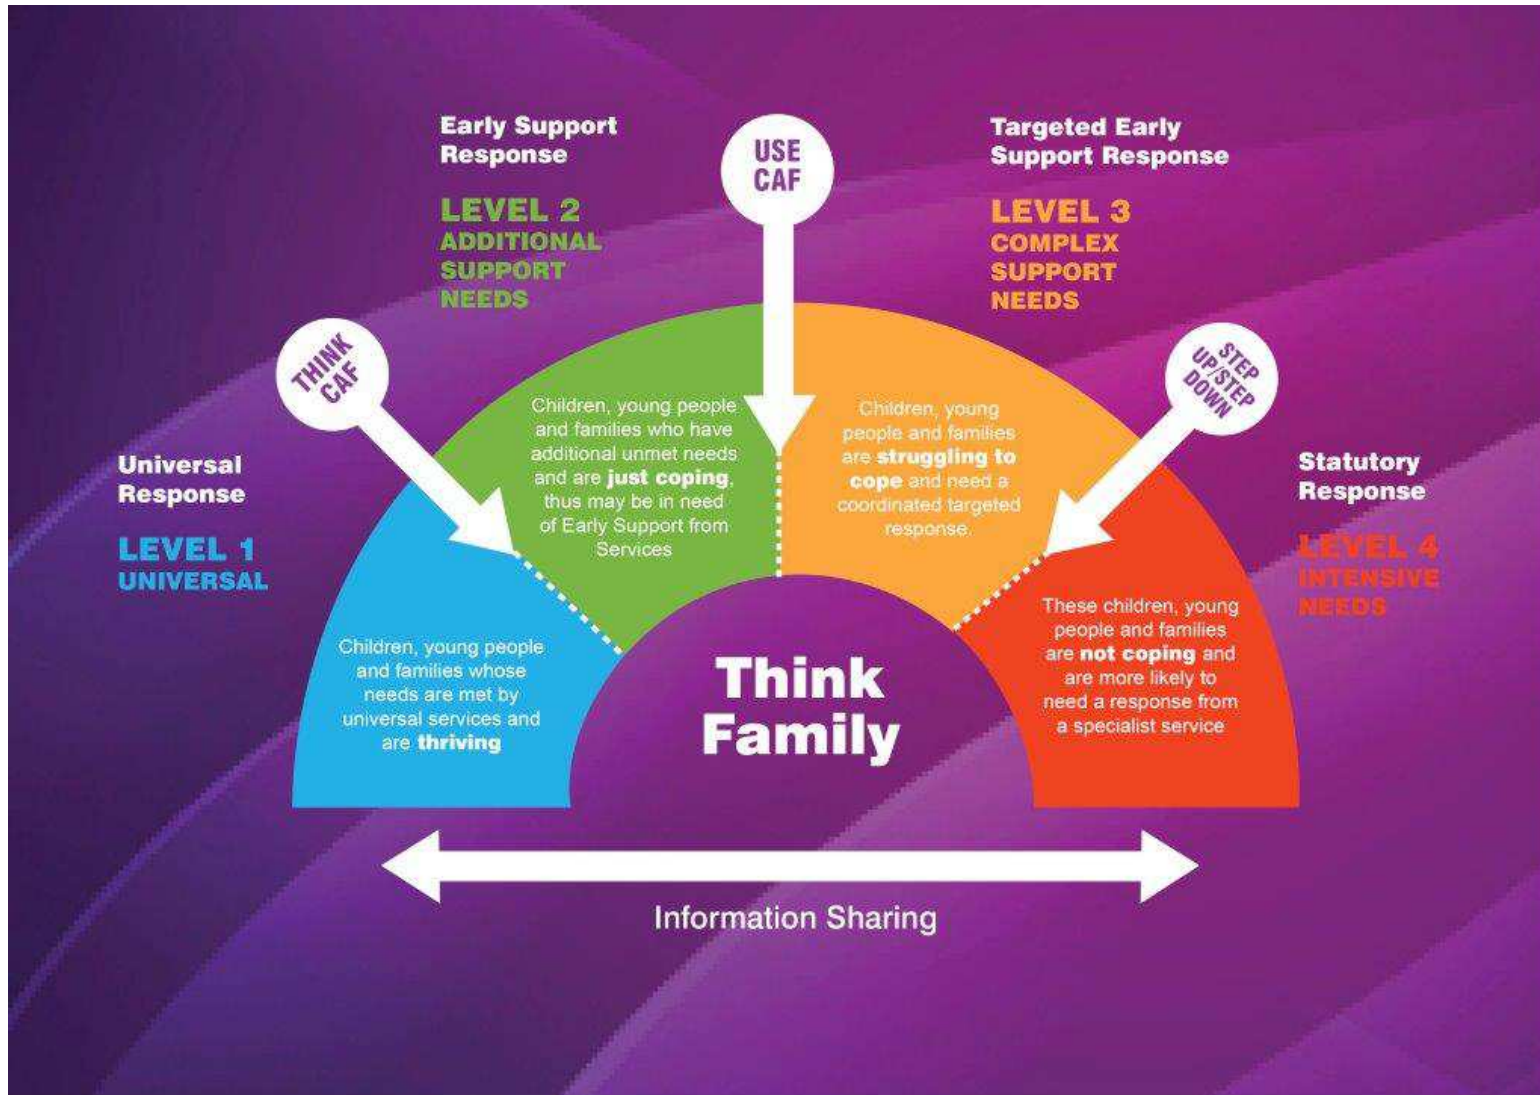 Early Support
Response
LEVEL 2
ADDITIONAL
SUPPORT
NEEDS
USE
CAF
Targeted Early
Support Response
LEVEL 3
COMPLEX
SUPPORT
NEEDS
THINK
CAF
STEP
UP/STEP
DOWN
Universal
Response
LEVEL 1
UNIVERSAL
Children, young people
and families who have
additional unmet needs
and are just coping,
thus may be in need
of Early Support from
Services
Children, young
people and families
are struggling to
cope and need a
coordinated targeted
response.
Statutory
Response
LEVEL 4
INTENSIVE
NEEDS
Children, young people
and families whose
needs are met by
universal services and
are thriving
These children, young
people and families
are not coping and
are more likely to
need a response from
a specialist service
Think
Family
Information Sharing